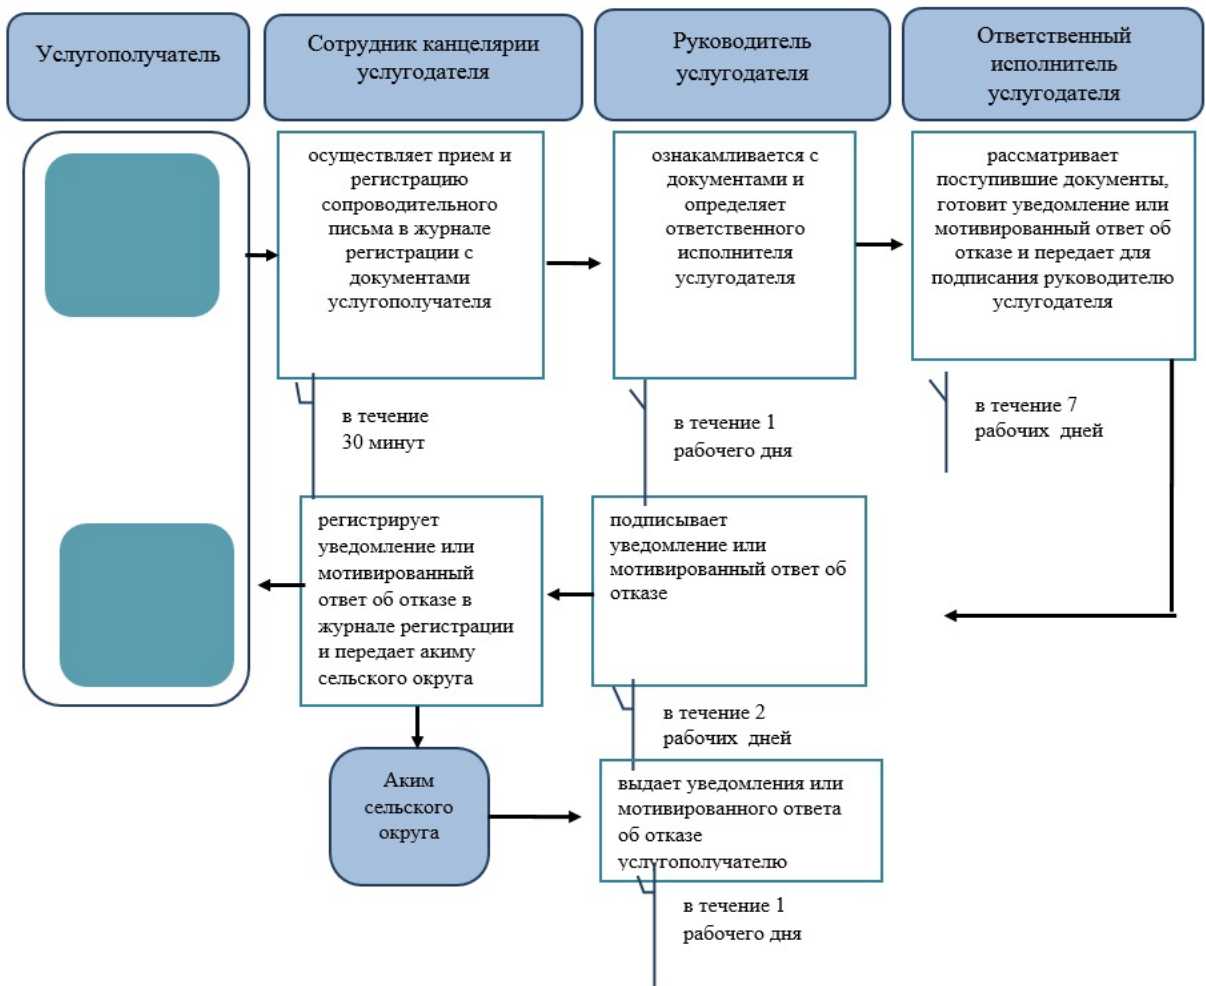 Услугополучатель
Сотрудник канцелярии
услугодателя
Руководитель
услугодателя
Ответственный
исполнитель
услугодателя
осуществляет прием и
регистрацию
сопроводительного
письма в журнале
регистрации с
документами
услугополучателя
ознакамливается с
документами и
определяет
ответственного
исполнителя
услугодателя
рассматривает
поступившие документы,
готовит уведомление или
мотивированный ответ об
отказе и передает для
подписания руководителю
услугодателя
в течение
30 минут
в течение 1
рабочего дня
в течение 7
рабочих дней
регистрирует
уведомление или
мотивированный
ответ об отказе в
журнале регистрации
и передает акиму
сельского округа
подписывает
уведомление или
мотивированный ответ об
отказе
в течение 2
рабочих дней
Аким
сельского
округа
выдает уведомления или
мотивированного ответа
об отказе
услугополучателю
в течение 1
рабочего дня